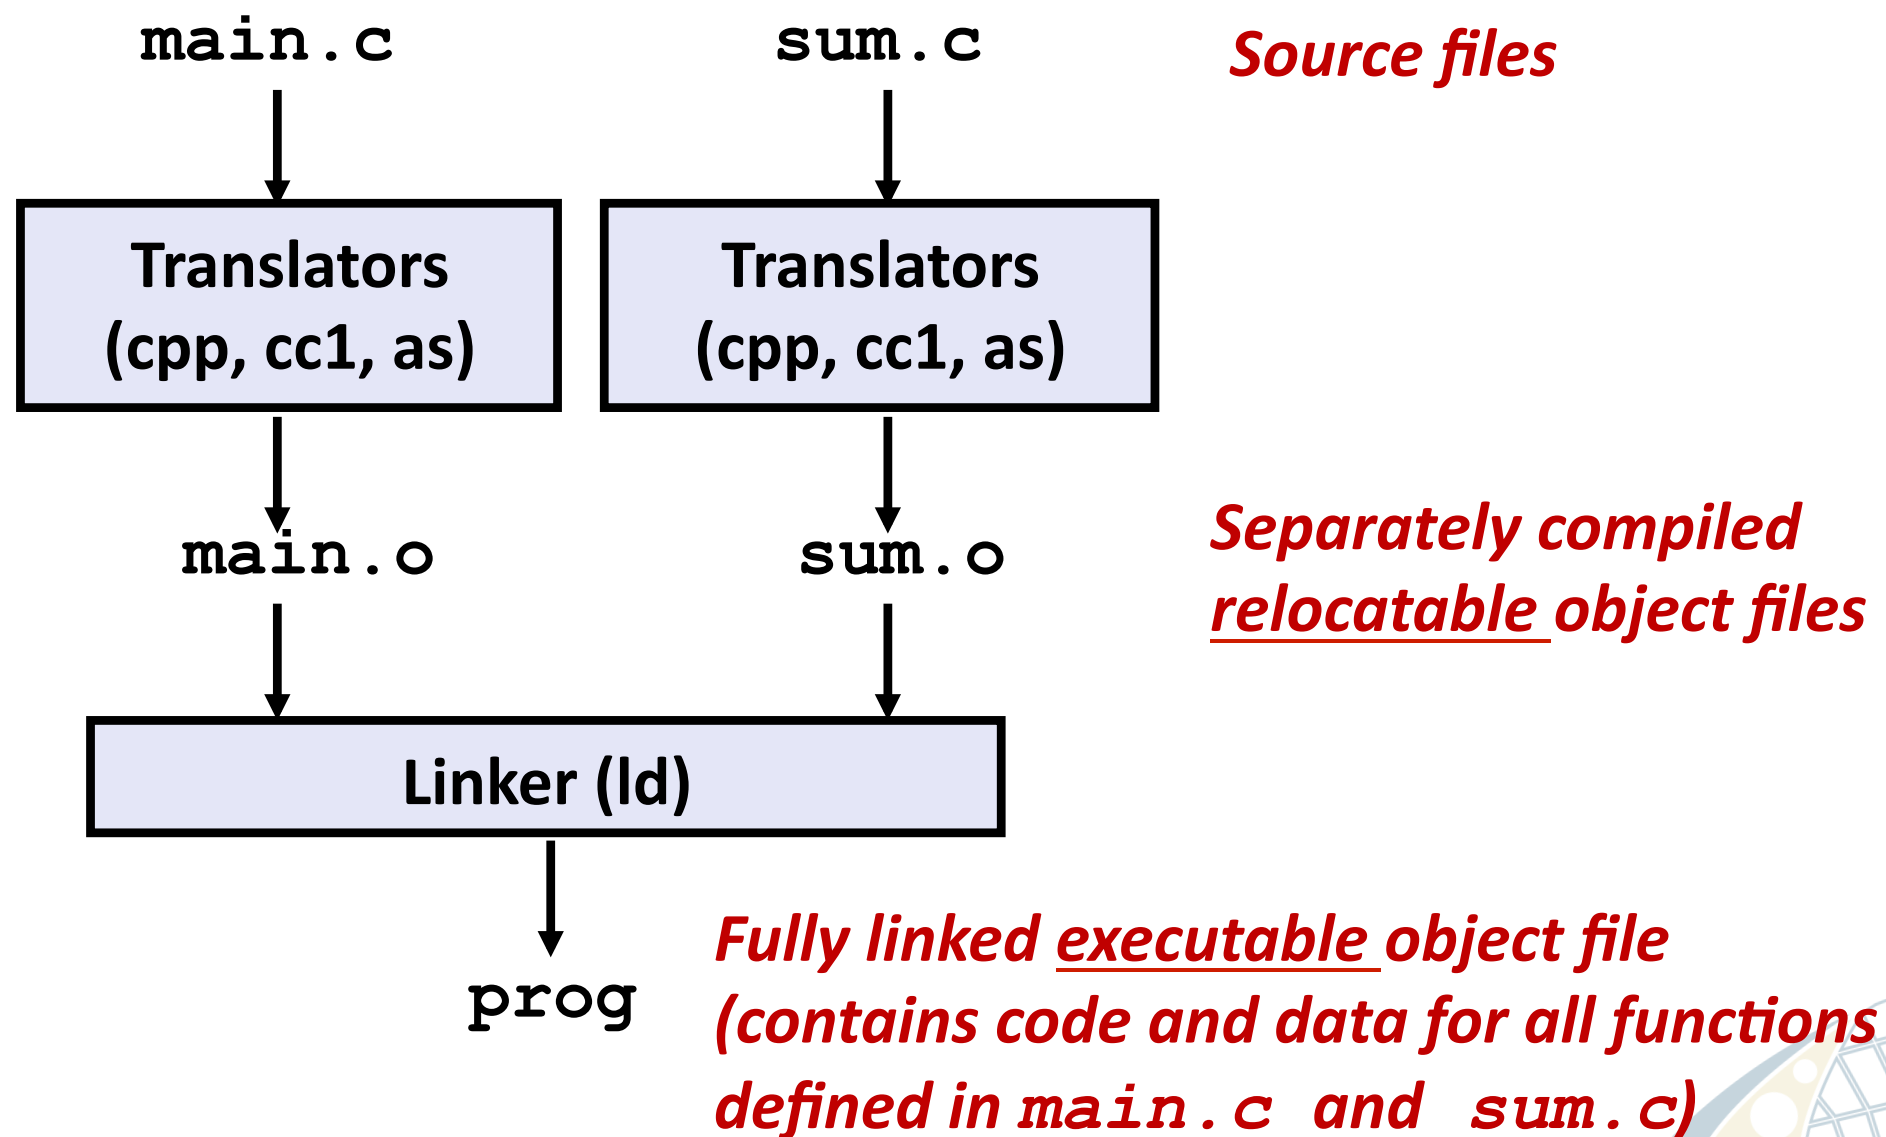 main.c
sum.c
Source files
Translators
(cpp, cc1, as)
Translators
(cpp, cc1, as)
main.o
sum.o
Separately compiled
relocatable object files
Linker (ld)
prog
Fully linked executable object file
(contains code and data for all functions
defined in main.c and sum.c)